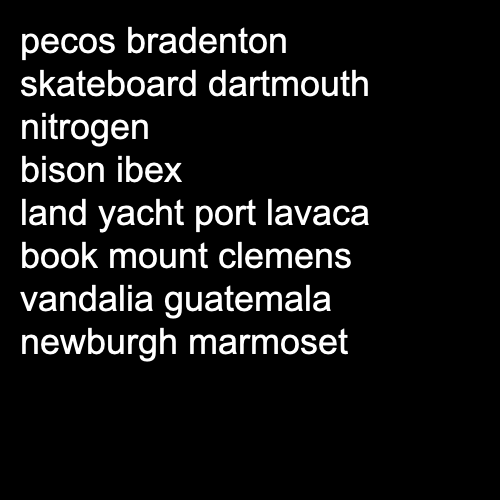 pecos bradenton
skateboard dartmouth
nitrogen
bison ibex
land yacht port lavaca
book mount clemens
vandalia guatemala
newburgh marmoset